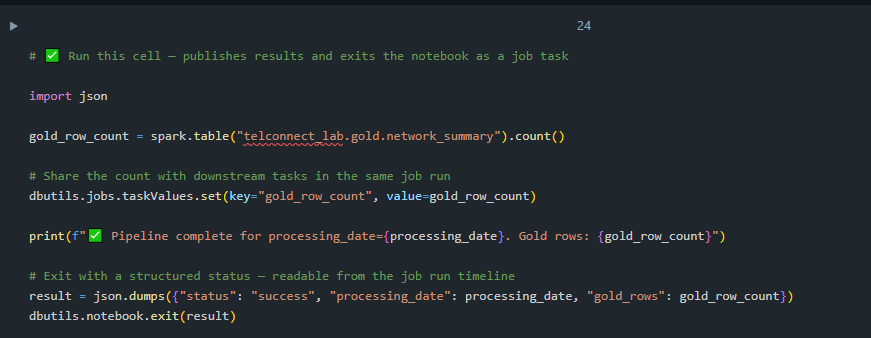 24
# ✅ Run this cell — publishes results and exits the notebook as a job task
import json
gold_row_count = spark.table("telconnect_lab.gold.network_summary").count()
# Share the count with downstream tasks in the same job run
dbutils.jobs.taskValues.set(key="gold_row_count", value=gold_row_count)
print(f"✅ Pipeline complete for processing_date={processing_date}. Gold rows: {gold_row_count}")
# Exit with a structured status — readable from the job run timeline
result = json.dumps({"status": "success", "processing_date": processing_date, "gold_rows": gold_row_count})
dbutils.notebook.exit(result)